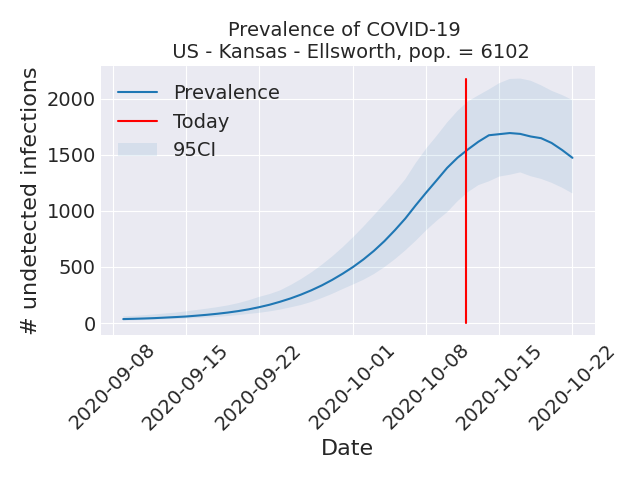 Prevalence of COVID-19
US - Kansas - Ellsworth, pop. = 6102
# undetected infections
2000
1500
1000
500
0
Prevalence
Today
95CI
2020-09-08
2020-09-15
2020-09-22
2020-10-01
2020-10-08
2020-10-15
2020-10-22
Date